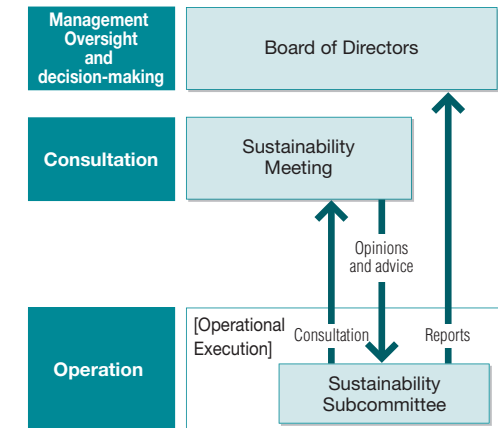 Management
Oversight
and
decision-making
Board of Directors
Consultation
Sustainability
Meeting
Opinions
and advice
Operation
[Operational
Execution]
Consultation
Reports
Sustainability
Subcommittee